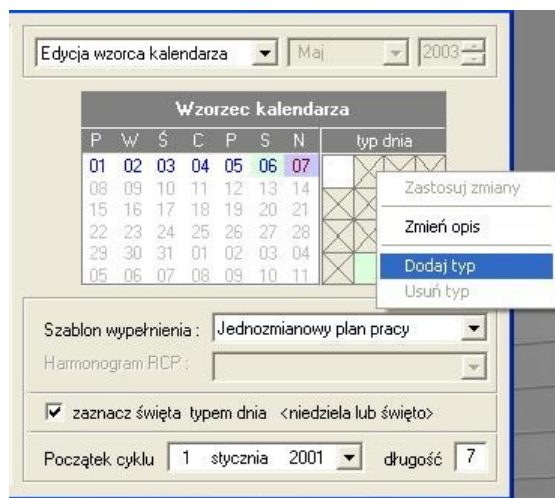 Edycja wzorca kalendarza Maj 2003
Wzorzec kalendarza
P W Ś C P S N typ dnia
01 02 03 04 05 06 07
08 09 10 11 12 13 14
15 16 17 18 19 20 21
22 23 24 25 26 27 28
29 30 31 01 02 03 04
05 06 07 08 09 10 11
Zastosuj zmiany
Zmień opis
Dodaj typ
Usuń typ
Szablon wypełnienia : Jednozmianowy plan pracy
Harmonogram RCP :
zaznacz święta typem dnia <niedziela lub święto>
Początek cyklu 1 stycznia 2001 długość 7